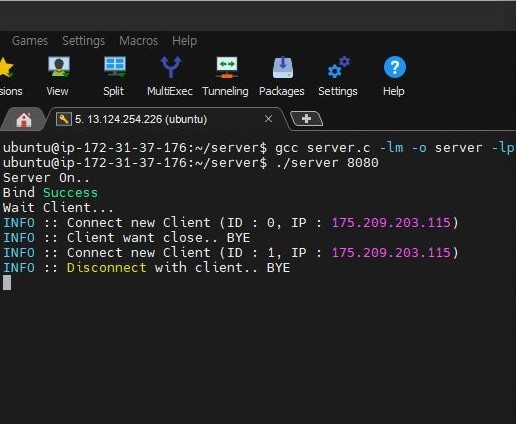 Games Settings Macros Help
sions View Split MultiExec Tunneling Packages Settings Help
5. 13.124.254.226 (ubuntu)
ubuntu@ip-172-31-37-176:~/server$ gcc server.c -lm -o server -lp
ubuntu@ip-172-31-37-176:~/server$ ./server 8080
Server On..
Bind Success
Wait Client...
INFO :: Connect new Client (ID : 0, IP : 175.209.203.115)
INFO :: Client want close.. BYE
INFO :: Connect new Client (ID : 1, IP : 175.209.203.115)
INFO :: Disconnect with client.. BYE